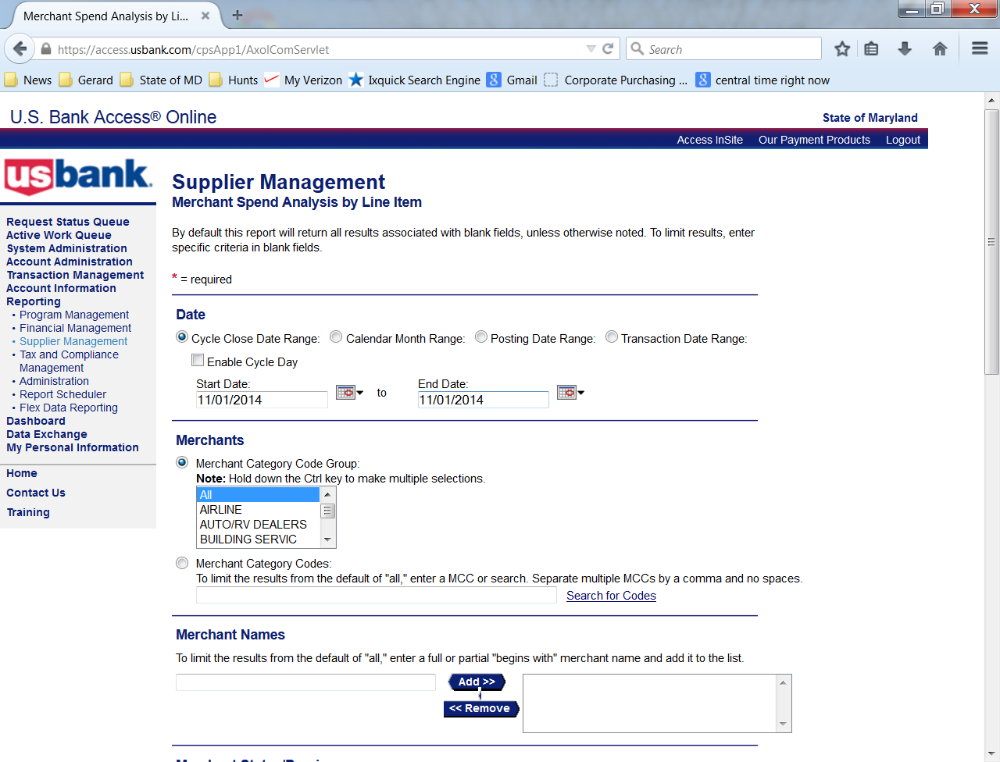 Merchant Spend Analysis by Li...
https://access.usbank.com/cpsApp1/AxolComServlet
Search
News Gerard State of MD Hunts My Verizon Ixquick Search Engine Gmail Corporate Purchasing ... central time right now
U.S. Bank Access® Online
State of Maryland
Access InSite Our Payment Products Logout
usbank.
Request Status Queue
Active Work Queue
System Administration
Account Administration
Transaction Management
Account Information
Reporting
• Program Management
• Financial Management
• Supplier Management
• Tax and Compliance
Management
• Administration
• Report Scheduler
• Flex Data Reporting
Dashboard
Data Exchange
My Personal Information
Home
Contact Us
Training
Supplier Management
Merchant Spend Analysis by Line Item
By default this report will return all results associated with blank fields, unless otherwise noted. To limit results, enter
specific criteria in blank fields.
* = required
Date
Cycle Close Date Range: Calendar Month Range: Posting Date Range: Transaction Date Range:
Enable Cycle Day
Start Date: End Date:
11/01/2014 to 11/01/2014
Merchants
Merchant Category Code Group:
Note: Hold down the Ctrl key to make multiple selections.
All
AIRLINE
AUTO/RV DEALERS
BUILDING SERVIC
Merchant Category Codes:
To limit the results from the default of "all," enter a MCC or search. Separate multiple MCCs by a comma and no spaces.
Search for Codes
Merchant Names
To limit the results from the default of "all," enter a full or partial "begins with" merchant name and add it to the list.
Add >>
<< Remove